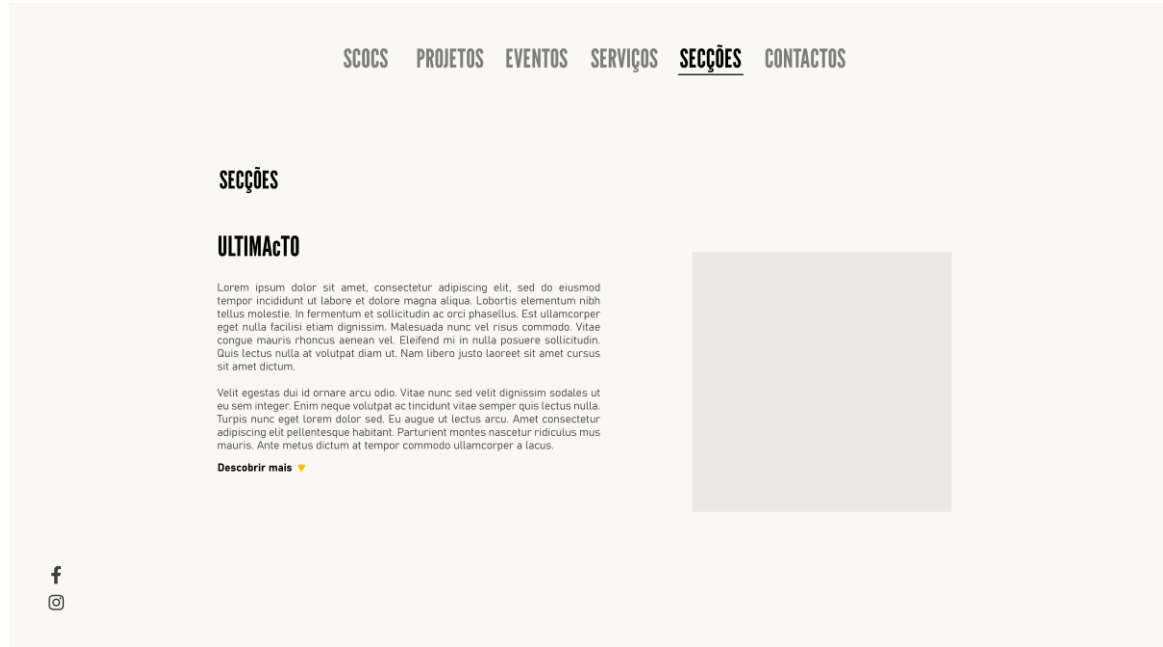 SCOCS PROJETOS EVENTOS SERVIÇOS SECÇÕES CONTACTOS
SECÇÕES
ULTIMAcTO
Lorem ipsum dolor sit amet, consectetur adipiscing elit, sed do eiusmod
tempor incididunt ut labore et dolore magna aliqua. Lobortis elementum nibh
tellus molestie. In fermentum et sollicitudin ac orci phasellus. Est ullamcorper
eget nulla facilisi etiam dignissim. Malesuada nunc vel risus commodo. Vitae
congue mauris rhoncus aenean vel. Eleifend mi in nulla posuere sollicitudin.
Quis lectus nulla at volutpat diam ut. Nam libero justo laoreet sit amet cursus
sit amet dictum.
Velit egestas dui id ornare arcu odio. Vitae nunc sed velit dignissim sodales ut
eu sem integer. Enim neque volutpat ac tincidunt vitae semper quis lectus nulla.
Turpis nunc eget lorem dolor sed. Eu augue ut lectus arcu. Amet consectetur
adipiscing elit pellentesque habitant. Parturient montes nascetur ridiculus mus
mauris. Ante metus dictum at tempor commodo ullamcorper a lacus.
Descobrir mais